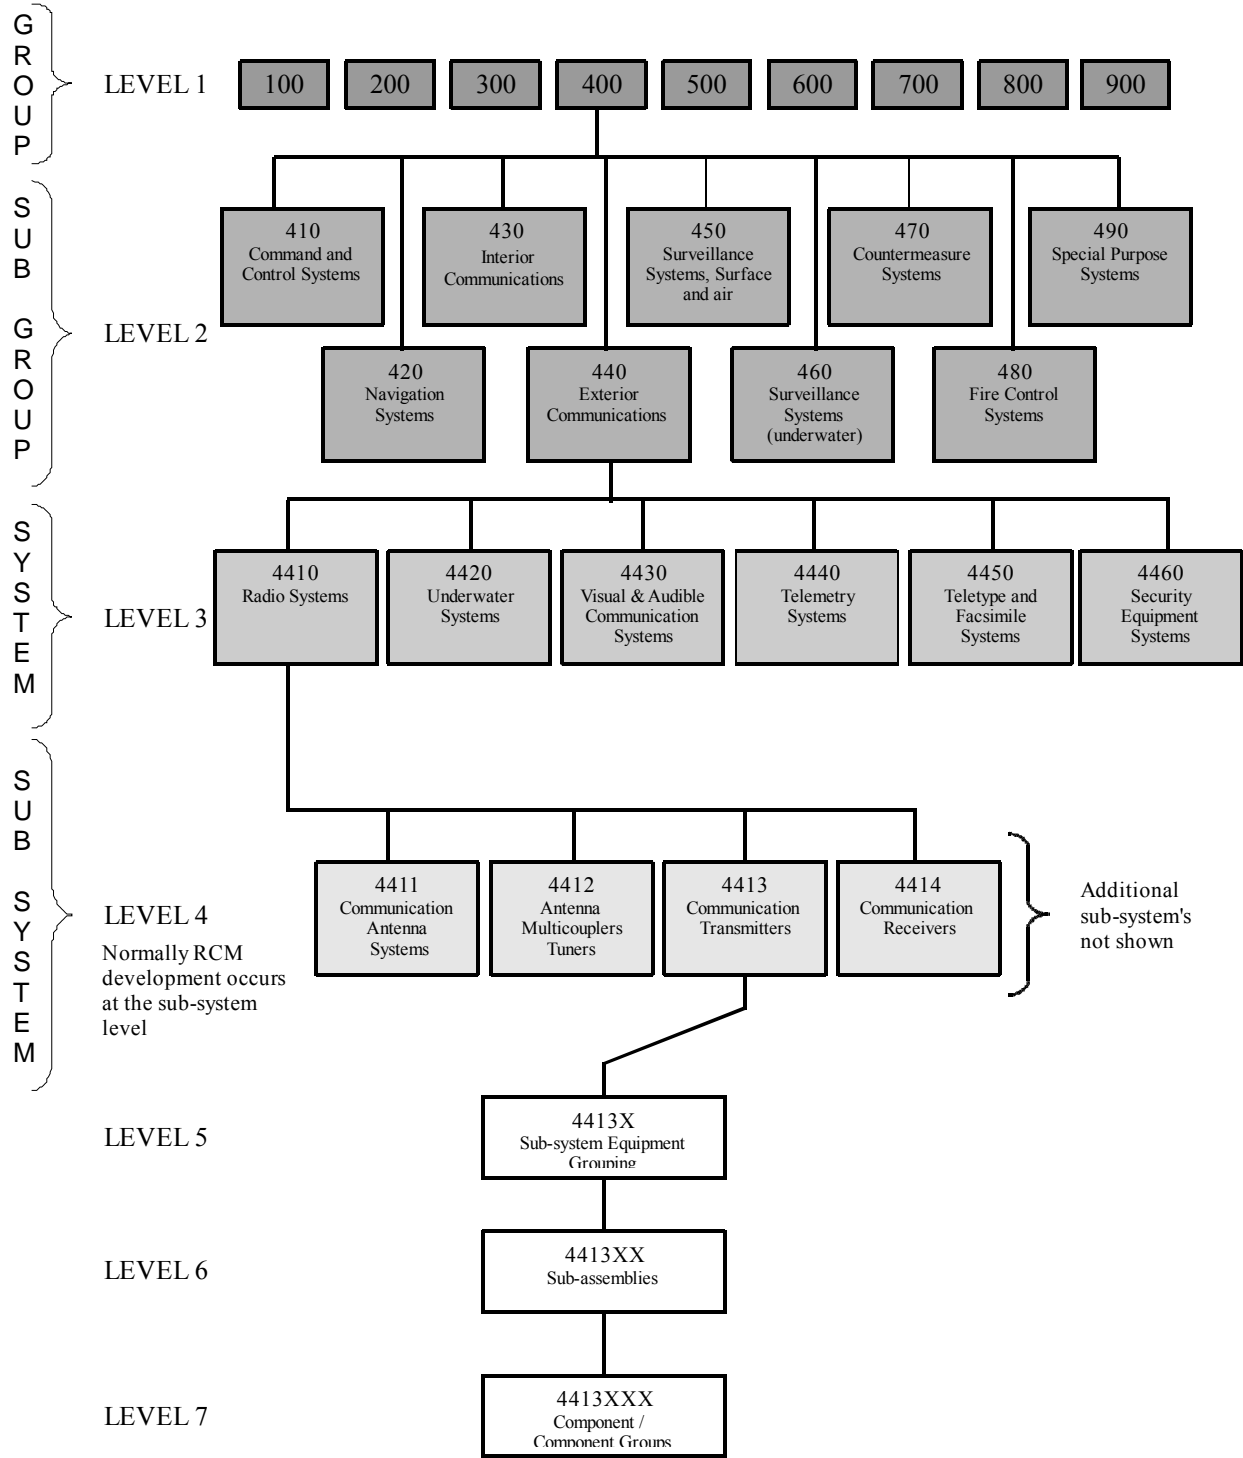 GROUP
LEVEL 1
100
200
300
400
500
600
700
800
900
SUB GROUP
LEVEL 2
410
Command and
Control Systems
430
Interior
Communications
450
Surveillance
Systems, Surface
and air
470
Countermeasure
Systems
490
Special Purpose
Systems
420
Navigation
Systems
440
Exterior
Communications
460
Surveillance
Systems
(underwater)
480
Fire Control
Systems
SYSTEM
LEVEL 3
4410
Radio Systems
4420
Underwater
Systems
4430
Visual & Audible
Communication
Systems
4440
Telemetry
Systems
4450
Teletype and
Facsimile
Systems
4460
Security
Equipment
Systems
SUB SYSTEM
LEVEL 4
Normally RCM
development occurs
at the sub-system
level
4411
Communication
Antenna
Systems
4412
Antenna
Multicouplers
Tuners
4413
Communication
Transmitters
4414
Communication
Receivers
Additional
sub-system's
not shown
LEVEL 5
4413X
Sub-system Equipment
Grouping
LEVEL 6
4413XX
Sub-assemblies
LEVEL 7
4413XXX
Component /
Component Groups